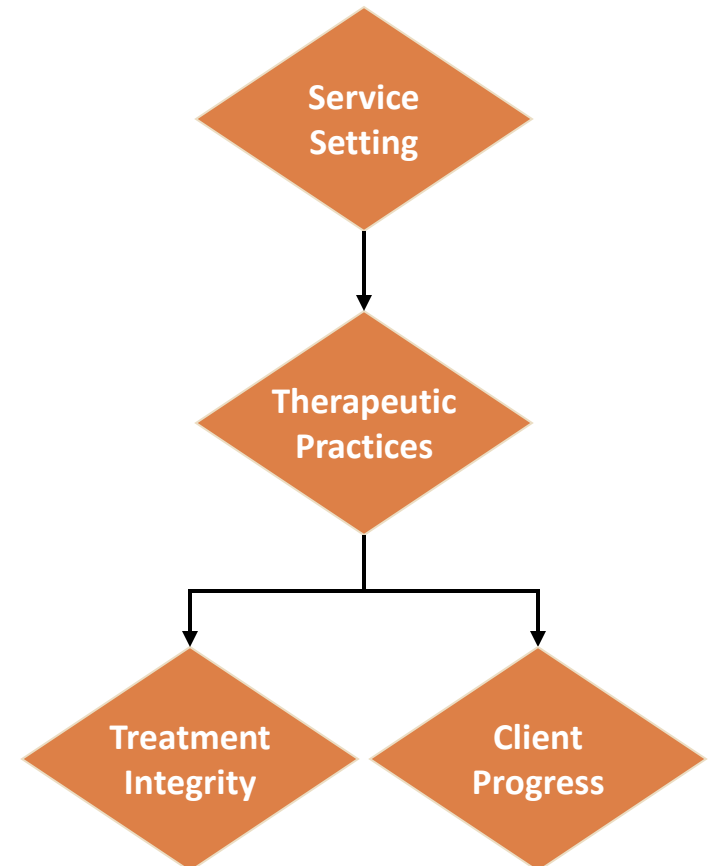 Service
Setting
Therapeutic
Practices
Treatment
Integrity
Client
Progress